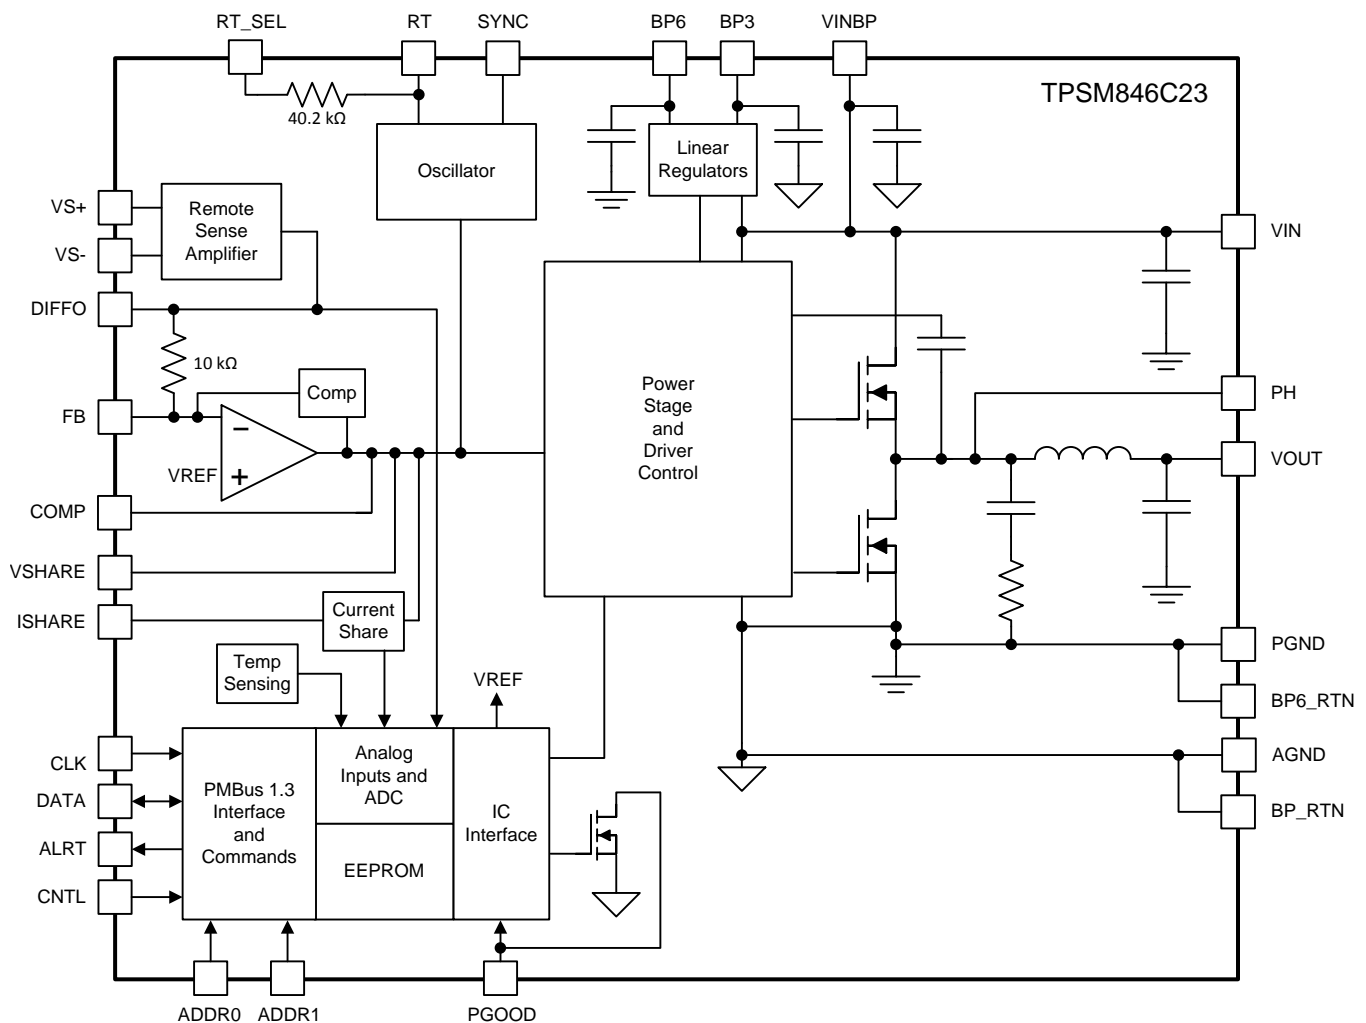 RT_SEL
RT
SYNC
BP6
BP3
VINBP
TPSM846C23
40.2 kΩ
Oscillator
Linear
Regulators
VS+
VS-
Remote
Sense
Amplifier
VIN
DIFFO
10 kΩ
Comp
FB
VREF
COMP
VSHARE
ISHARE
Current
Share
Temp
Sensing
VREF
Power
Stage
and
Driver
Control
PH
VOUT
PGND
BP6_RTN
AGND
BP_RTN
CLK
DATA
ALRT
CNTL
PMBus 1.3
Interface
and
Commands
Analog
Inputs and
ADC
EEPROM
IC
Interface
ADDR0
ADDR1
PGOOD